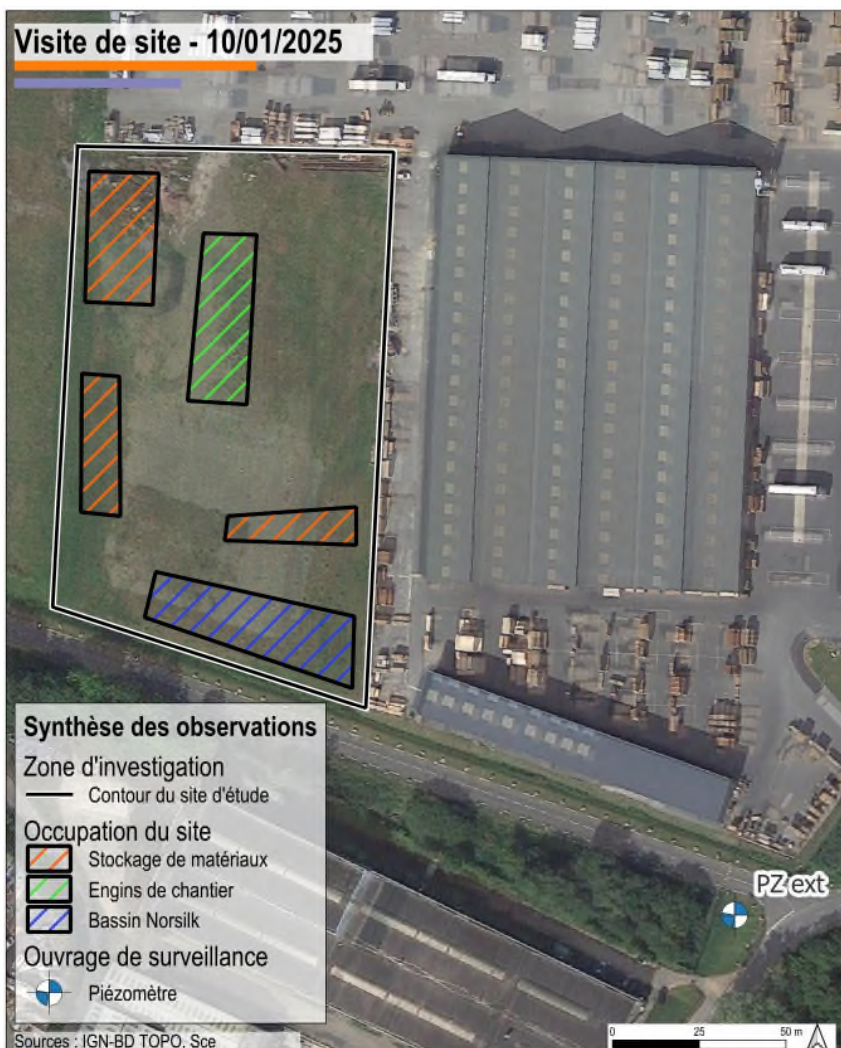 Visite de site - 10/01/2025
Synthèse des observations
Zone d'investigation
Contour du site d'étude
Occupation du site
Stockage de matériaux
Engins de chantier
Bassin Norsilk
Ouvrage de surveillance
Piézomètre
PZ ext
Sources : IGN-BD TOPO, Sce
0 25 50 m